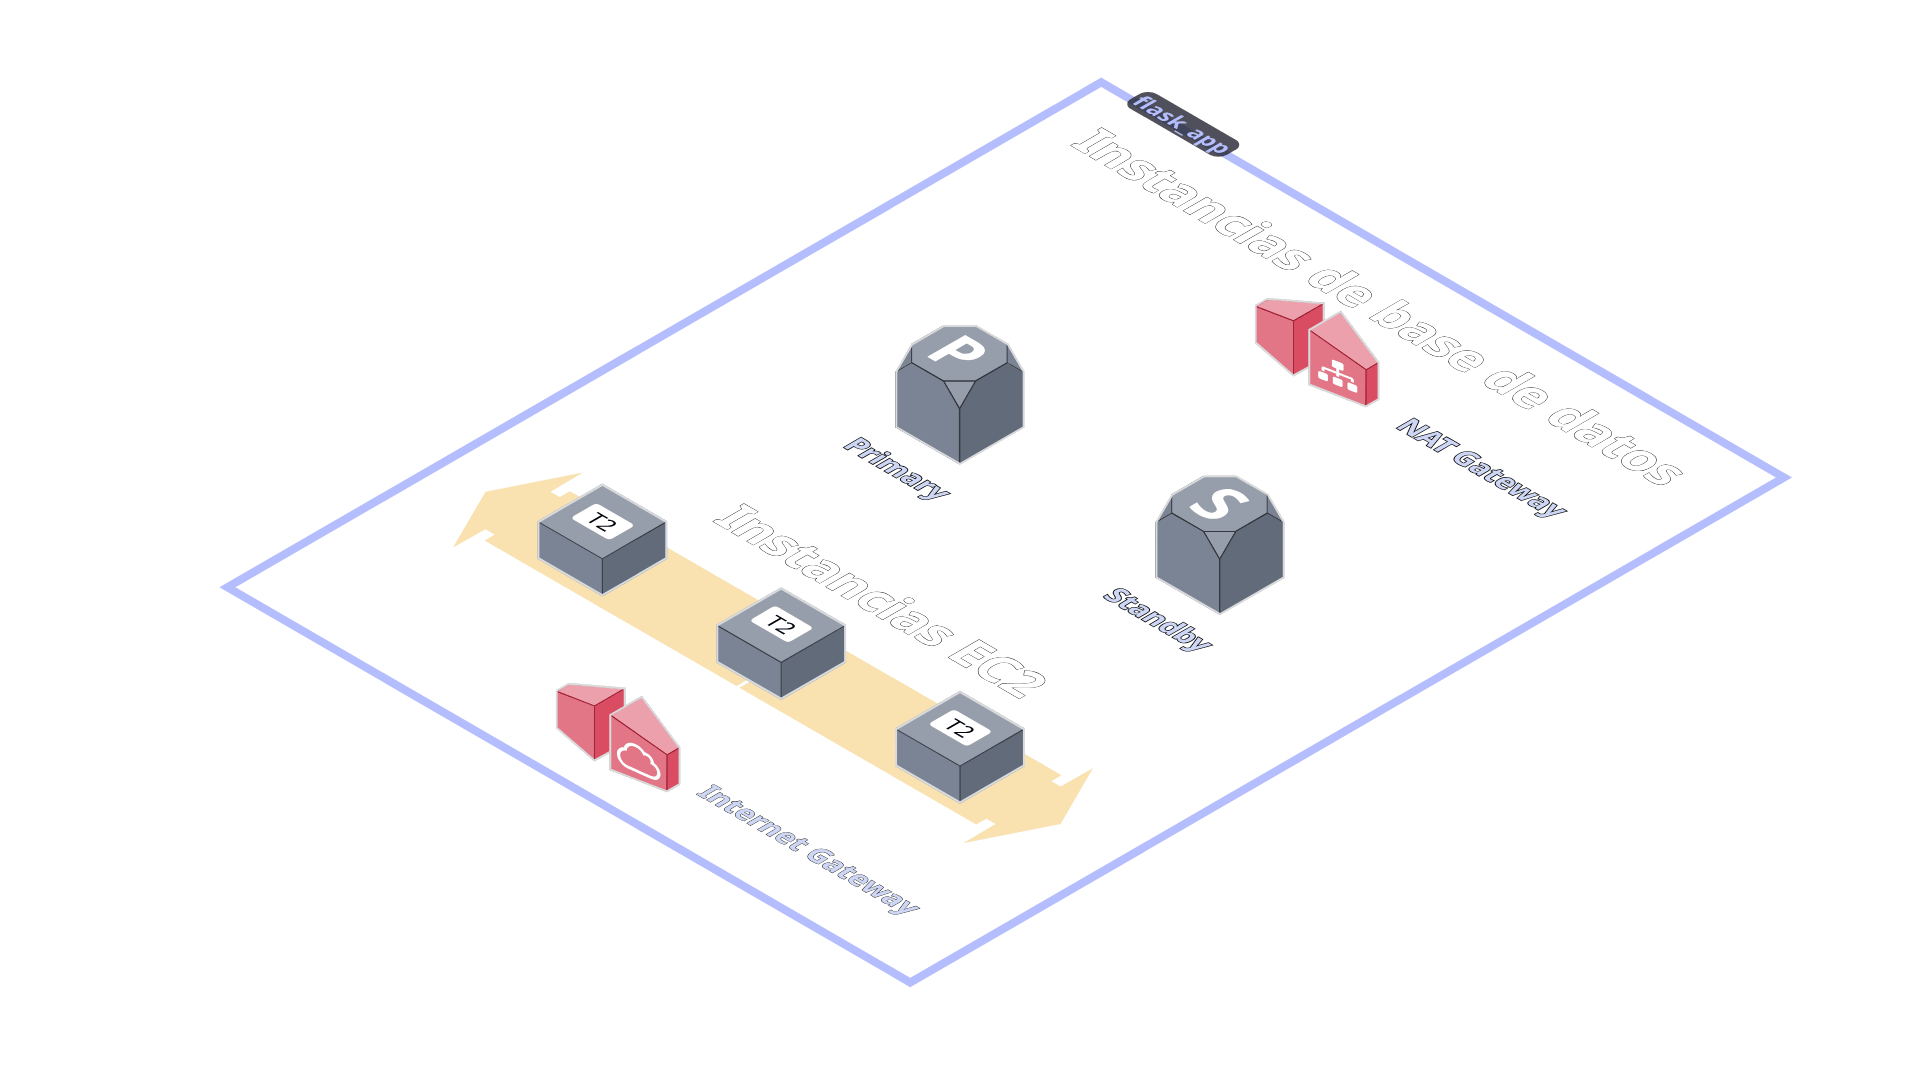 flask_app
Instancias de base de datos
P
Primary
NAT Gateway
S
Standby
Instancias EC2
T2
T2
T2
Internet Gateway